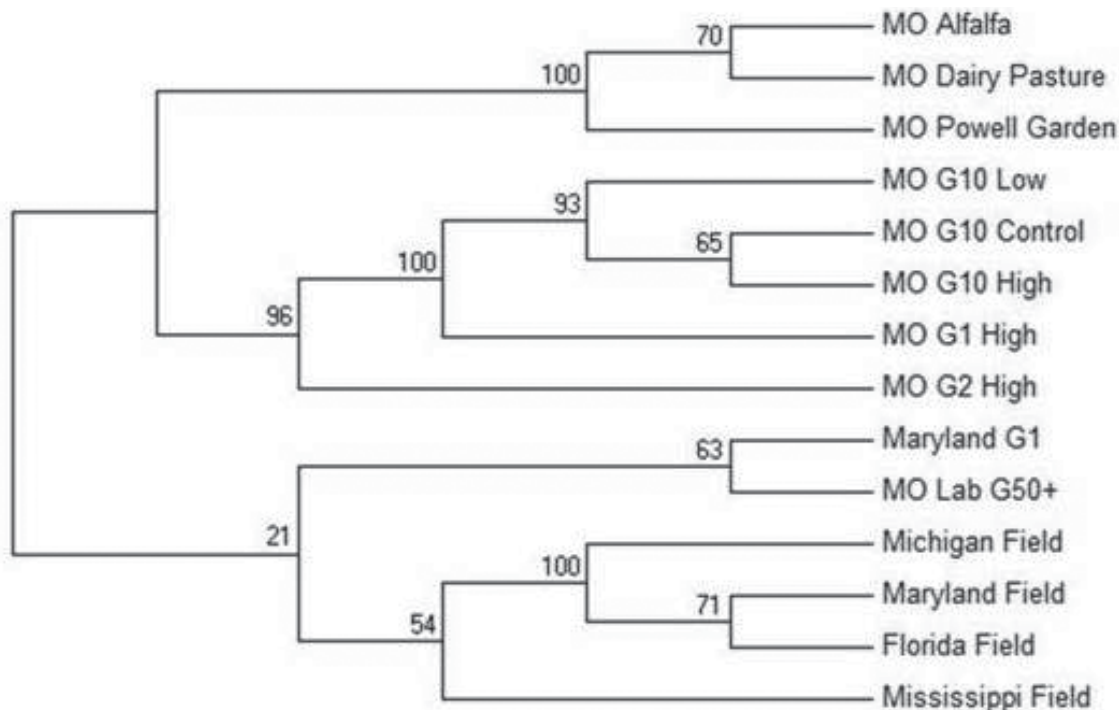 MO Alfalfa
70
MO Dairy Pasture
100
MO Powell Garden
MO G10 Low
93
MO G10 Control
65
MO G10 High
100
MO G1 High
96
MO G2 High
Maryland G1
63
MO Lab G50+
21
Michigan Field
100
Maryland Field
71
Florida Field
54
Mississippi Field